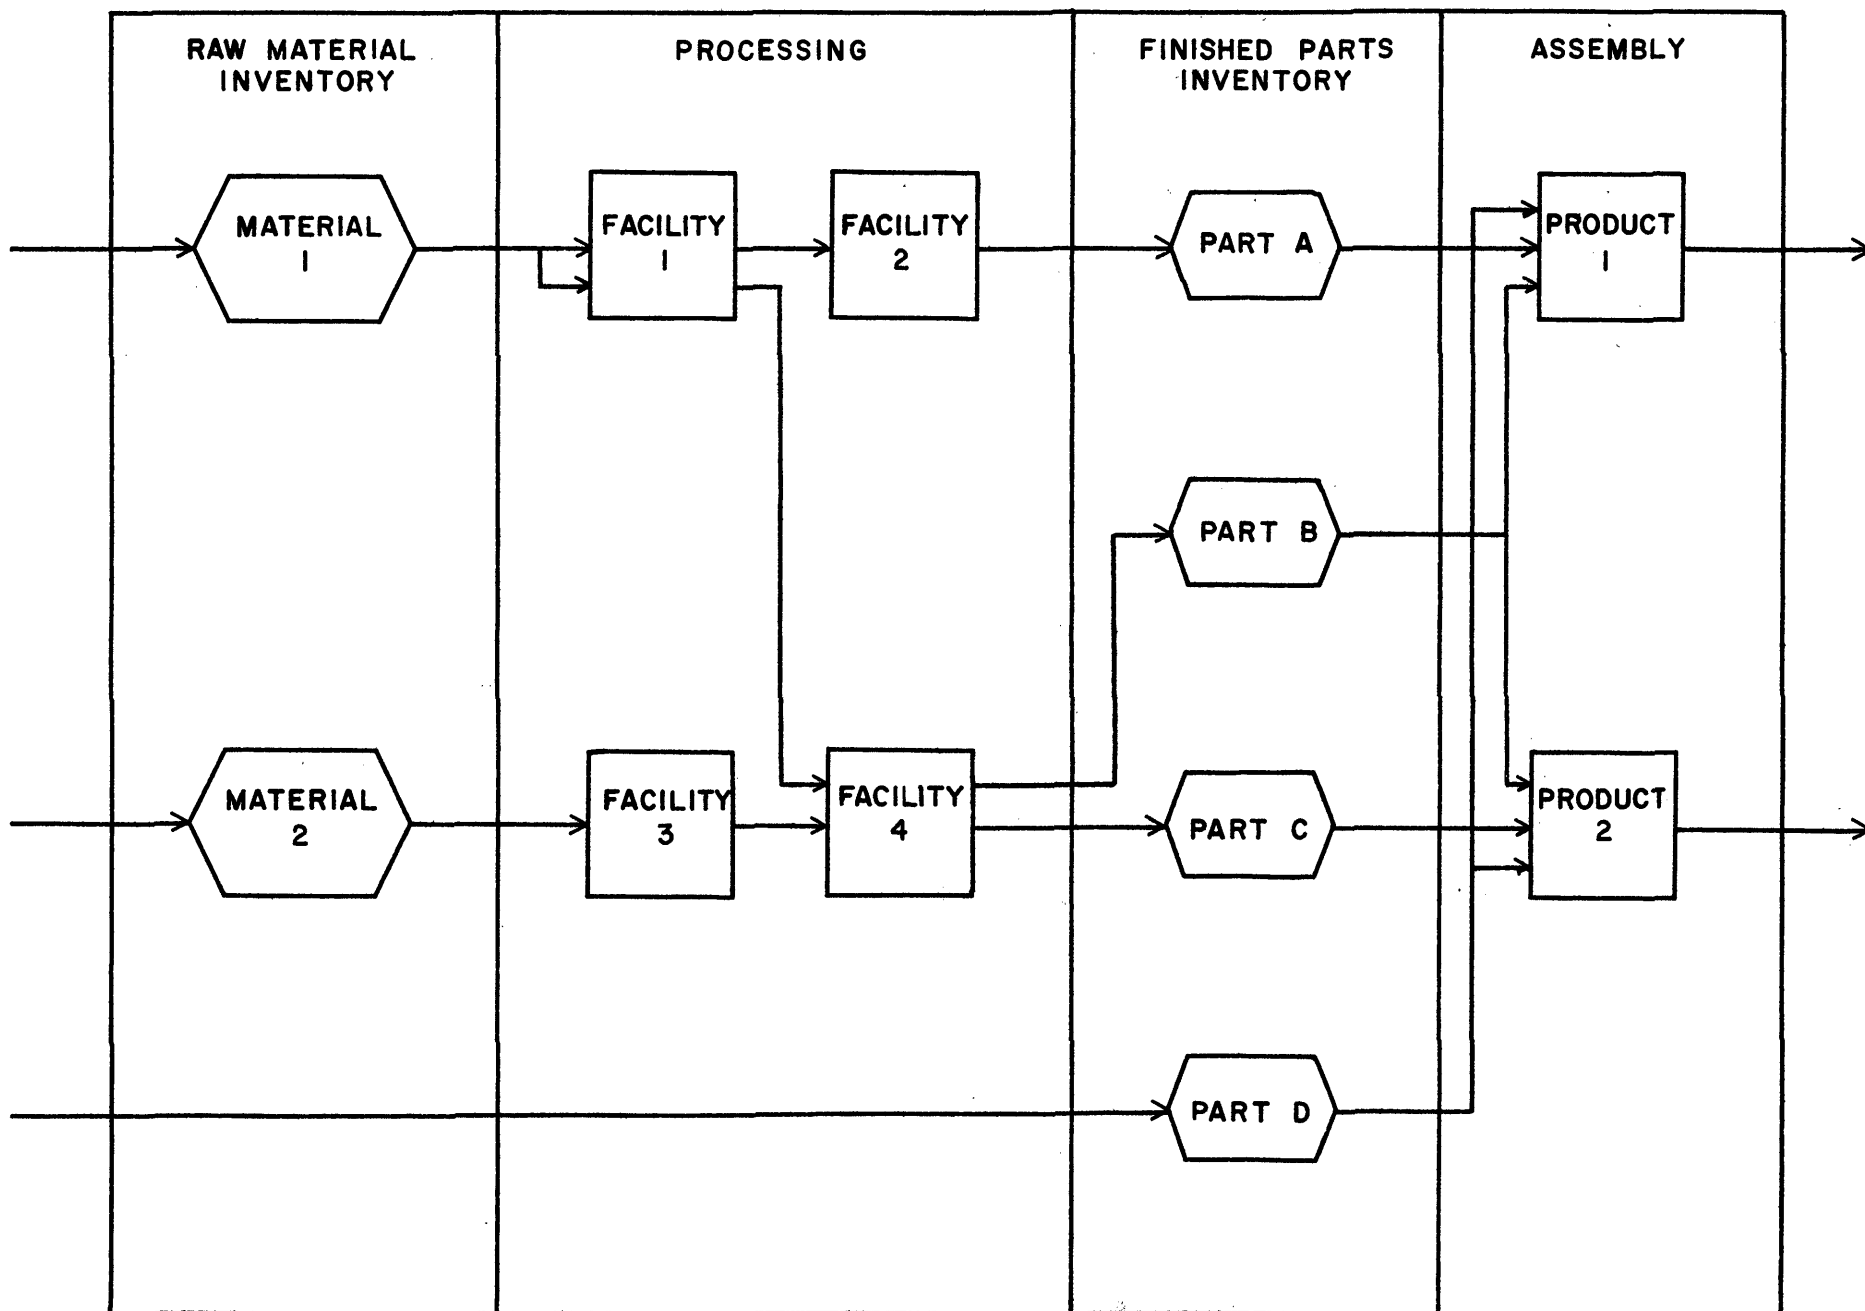 RAW MATERIAL
INVENTORY
PROCESSING
FINISHED PARTS
INVENTORY
ASSEMBLY
MATERIAL
1
FACILITY
1
FACILITY
2
PART A
PRODUCT
1
PART B
MATERIAL
2
FACILITY
3
FACILITY
4
PART C
PRODUCT
2
PART D